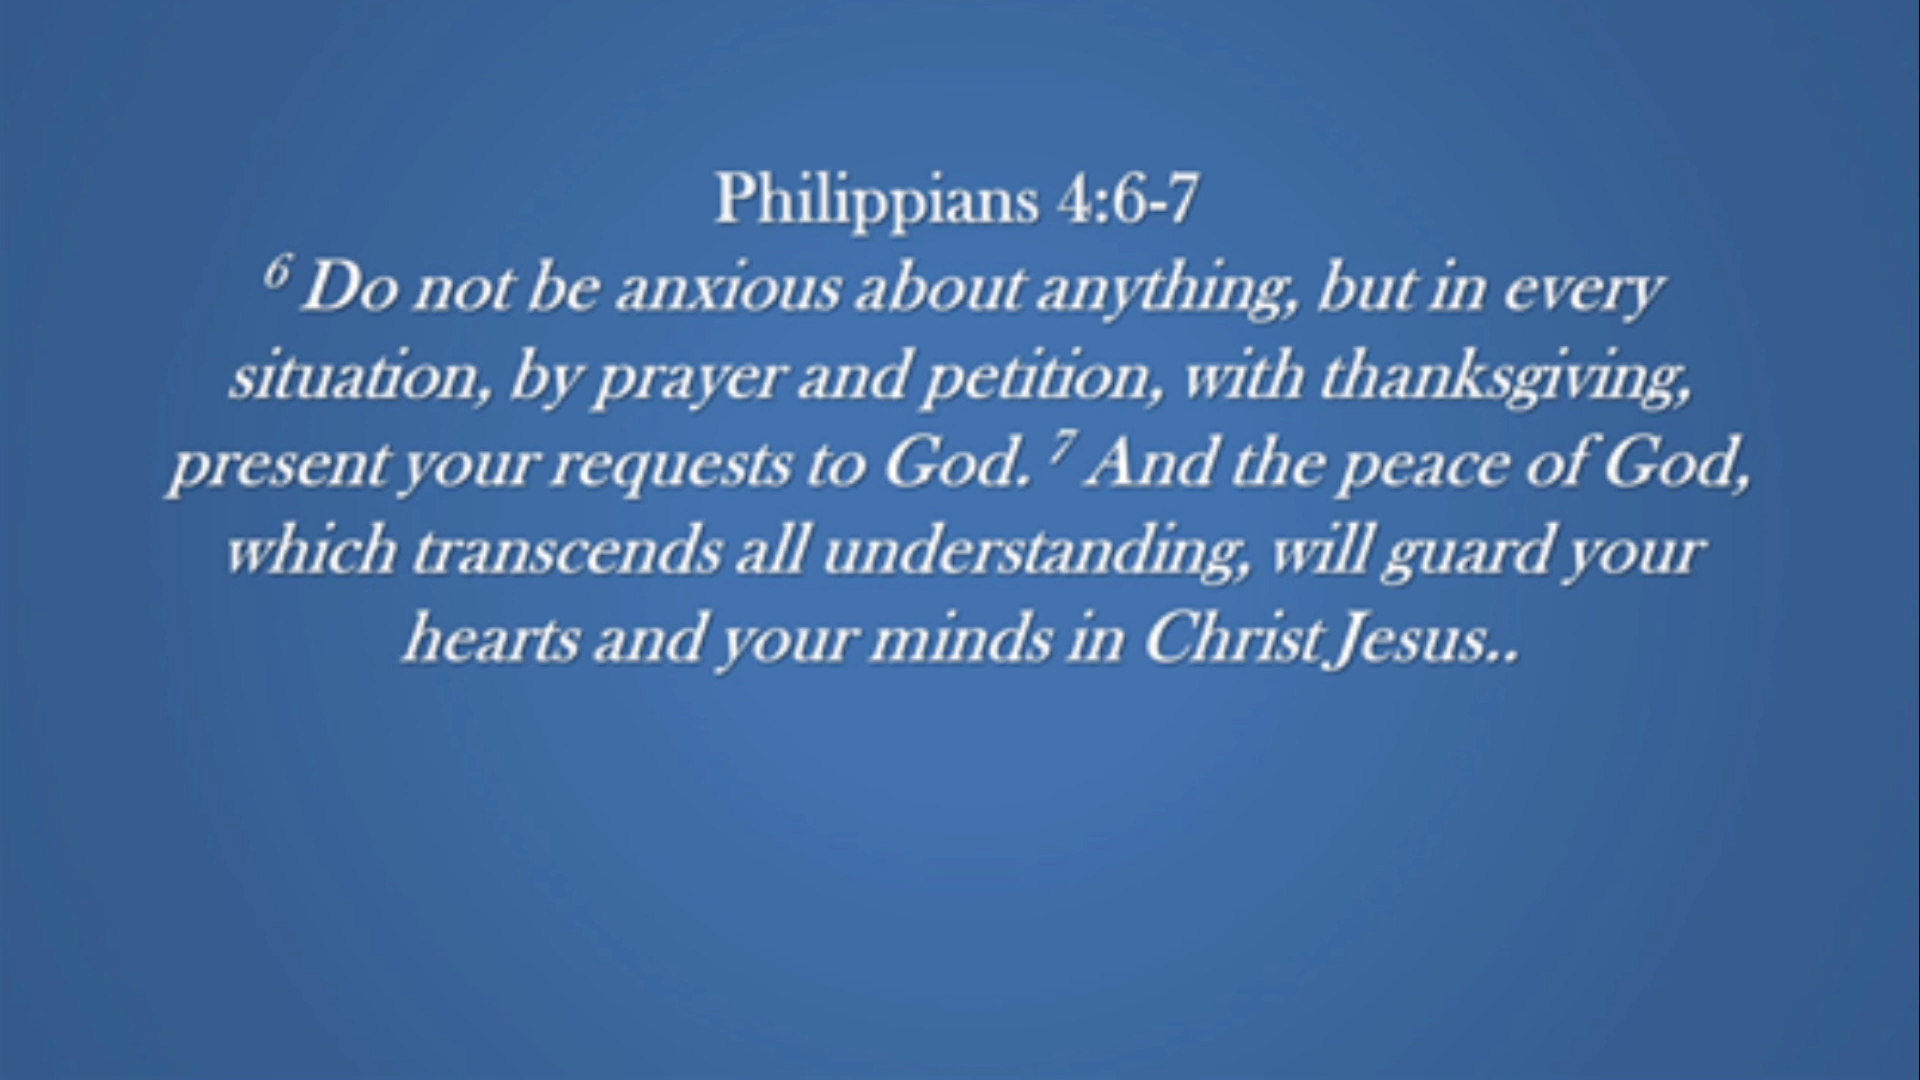 Philippians 4:6-7
⁶ Do not be anxious about anything, but in every
situation, by prayer and petition, with thanksgiving,
present your requests to God. ⁷ And the peace of God,
which transcends all understanding, will guard your
hearts and your minds in Christ Jesus..